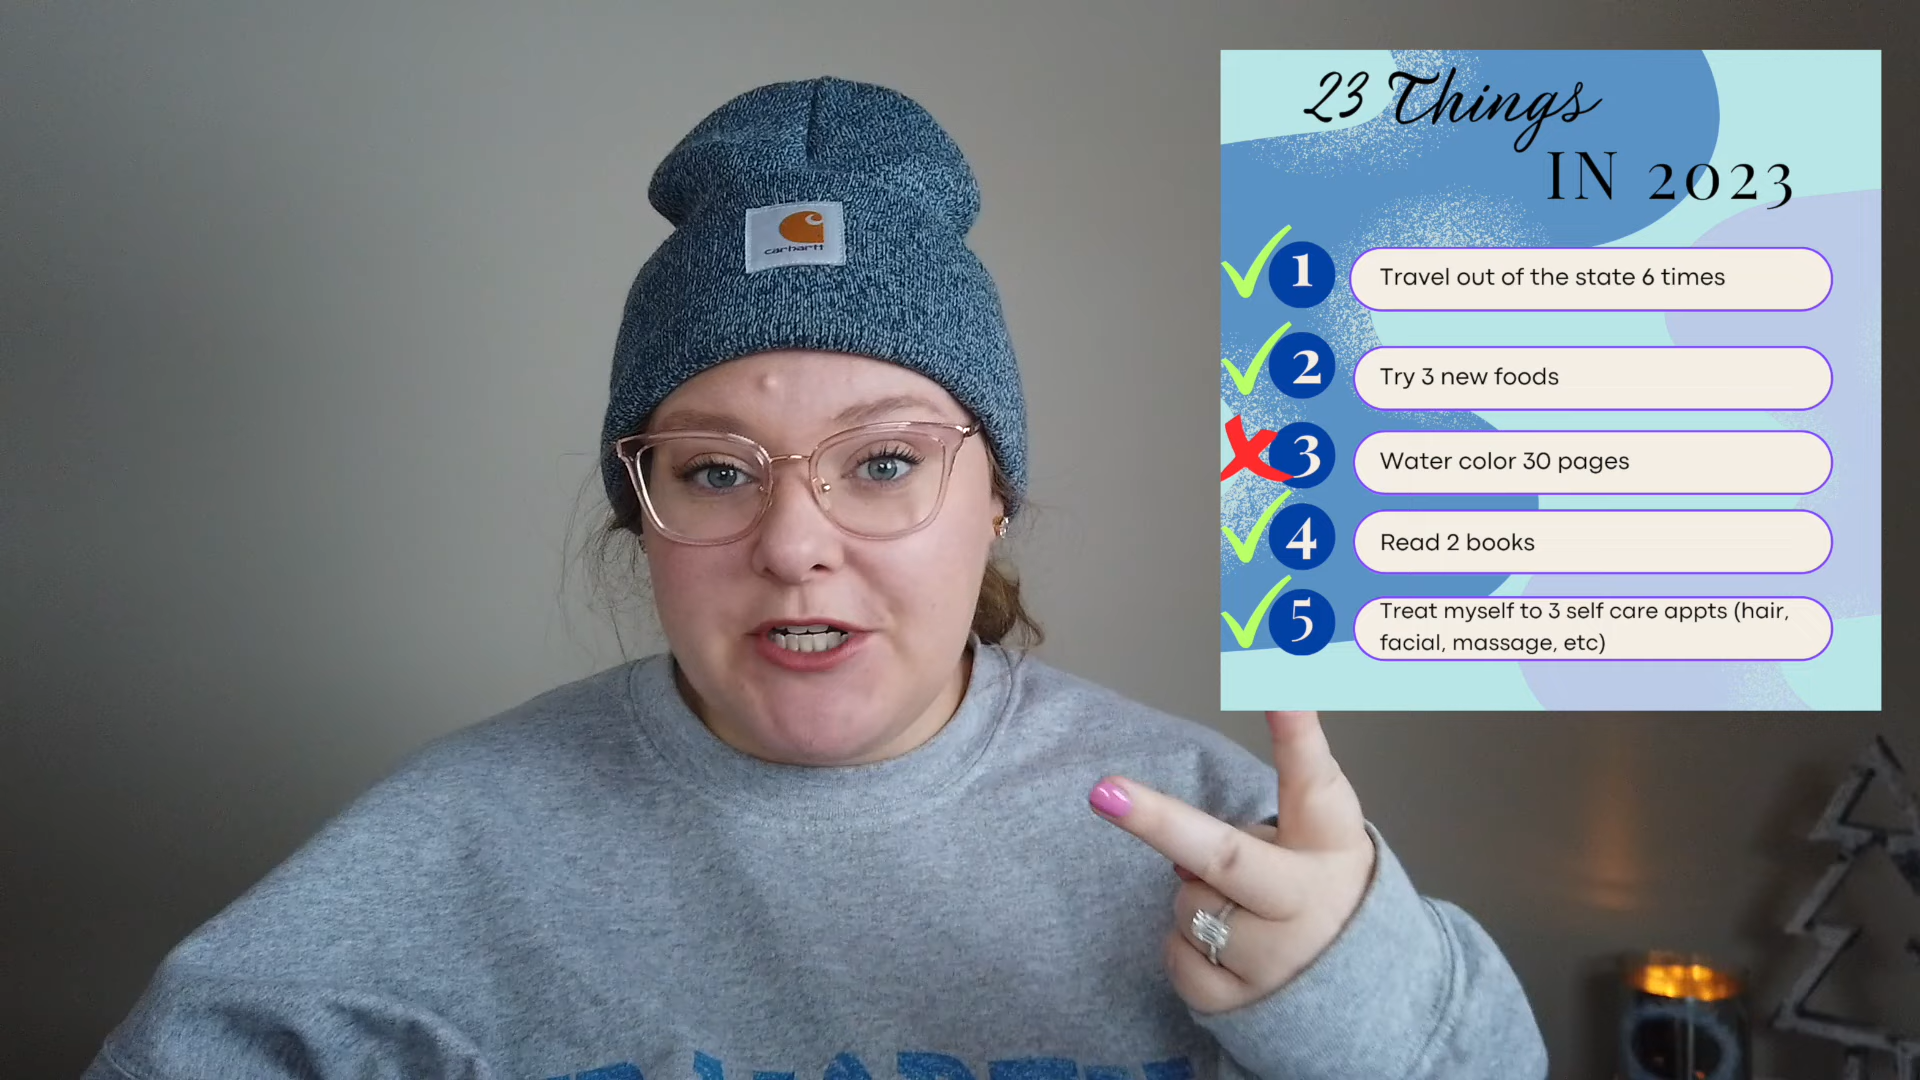 23 Things
IN 2023
1
Travel out of the state 6 times
2
Try 3 new foods
3
Water color 30 pages
4
Read 2 books
5
Treat myself to 3 self care appts (hair,
facial, massage, etc)
carhartt